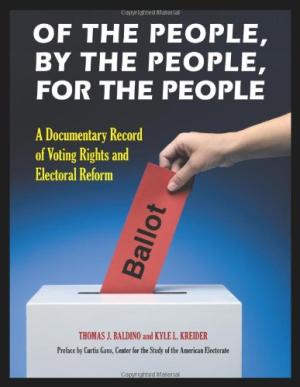 OF THE PEOPLE,
BY THE PEOPLE,
FOR THE PEOPLE
A Documentary Record
of Voting Rights and
Electoral Reform
Ballot
THOMAS J. BALDINO and KYLE L. KREIDER
Preface by Curtis Gans, Center for the Study of the American Electorate